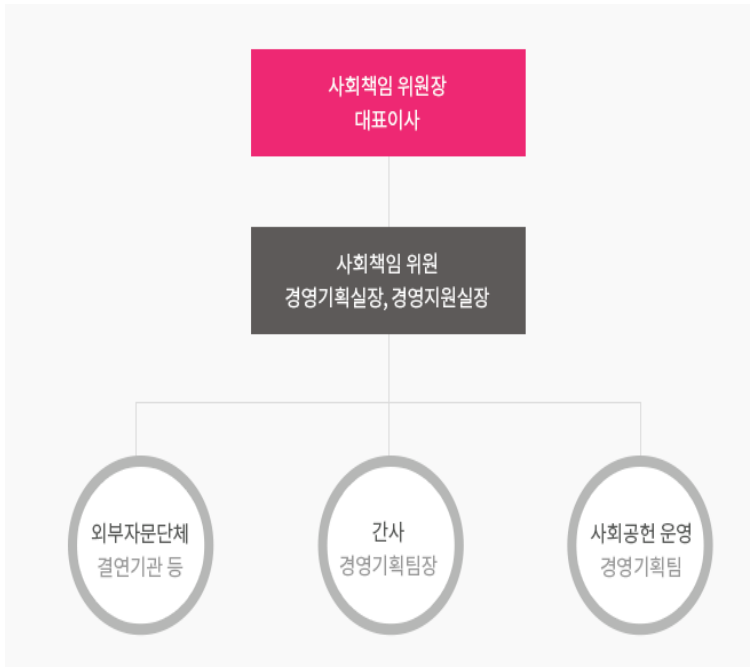 사회책임 위원장
대표이사
사회책임 위원
경영기획실장, 경영지원실장
외부자문단체
결연기관 등
간사
경영기획팀장
사회공헌 운영
경영기획팀